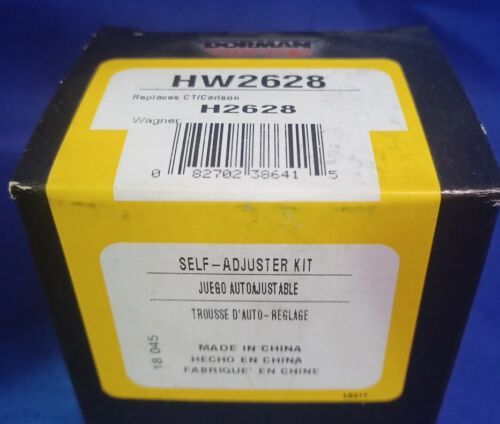 DORMAN
HW2628
Replaces CT/Carlson
H2628
Wagner
0 82702 38641 5
SELF-ADJUSTER KIT
JUEGO AUTOAJUSTABLE
TROUSSE D'AUTO-REGLAGE
18 045
MADE IN CHINA
HECHO EN CHINA
FABRIQUE' EN CHINE